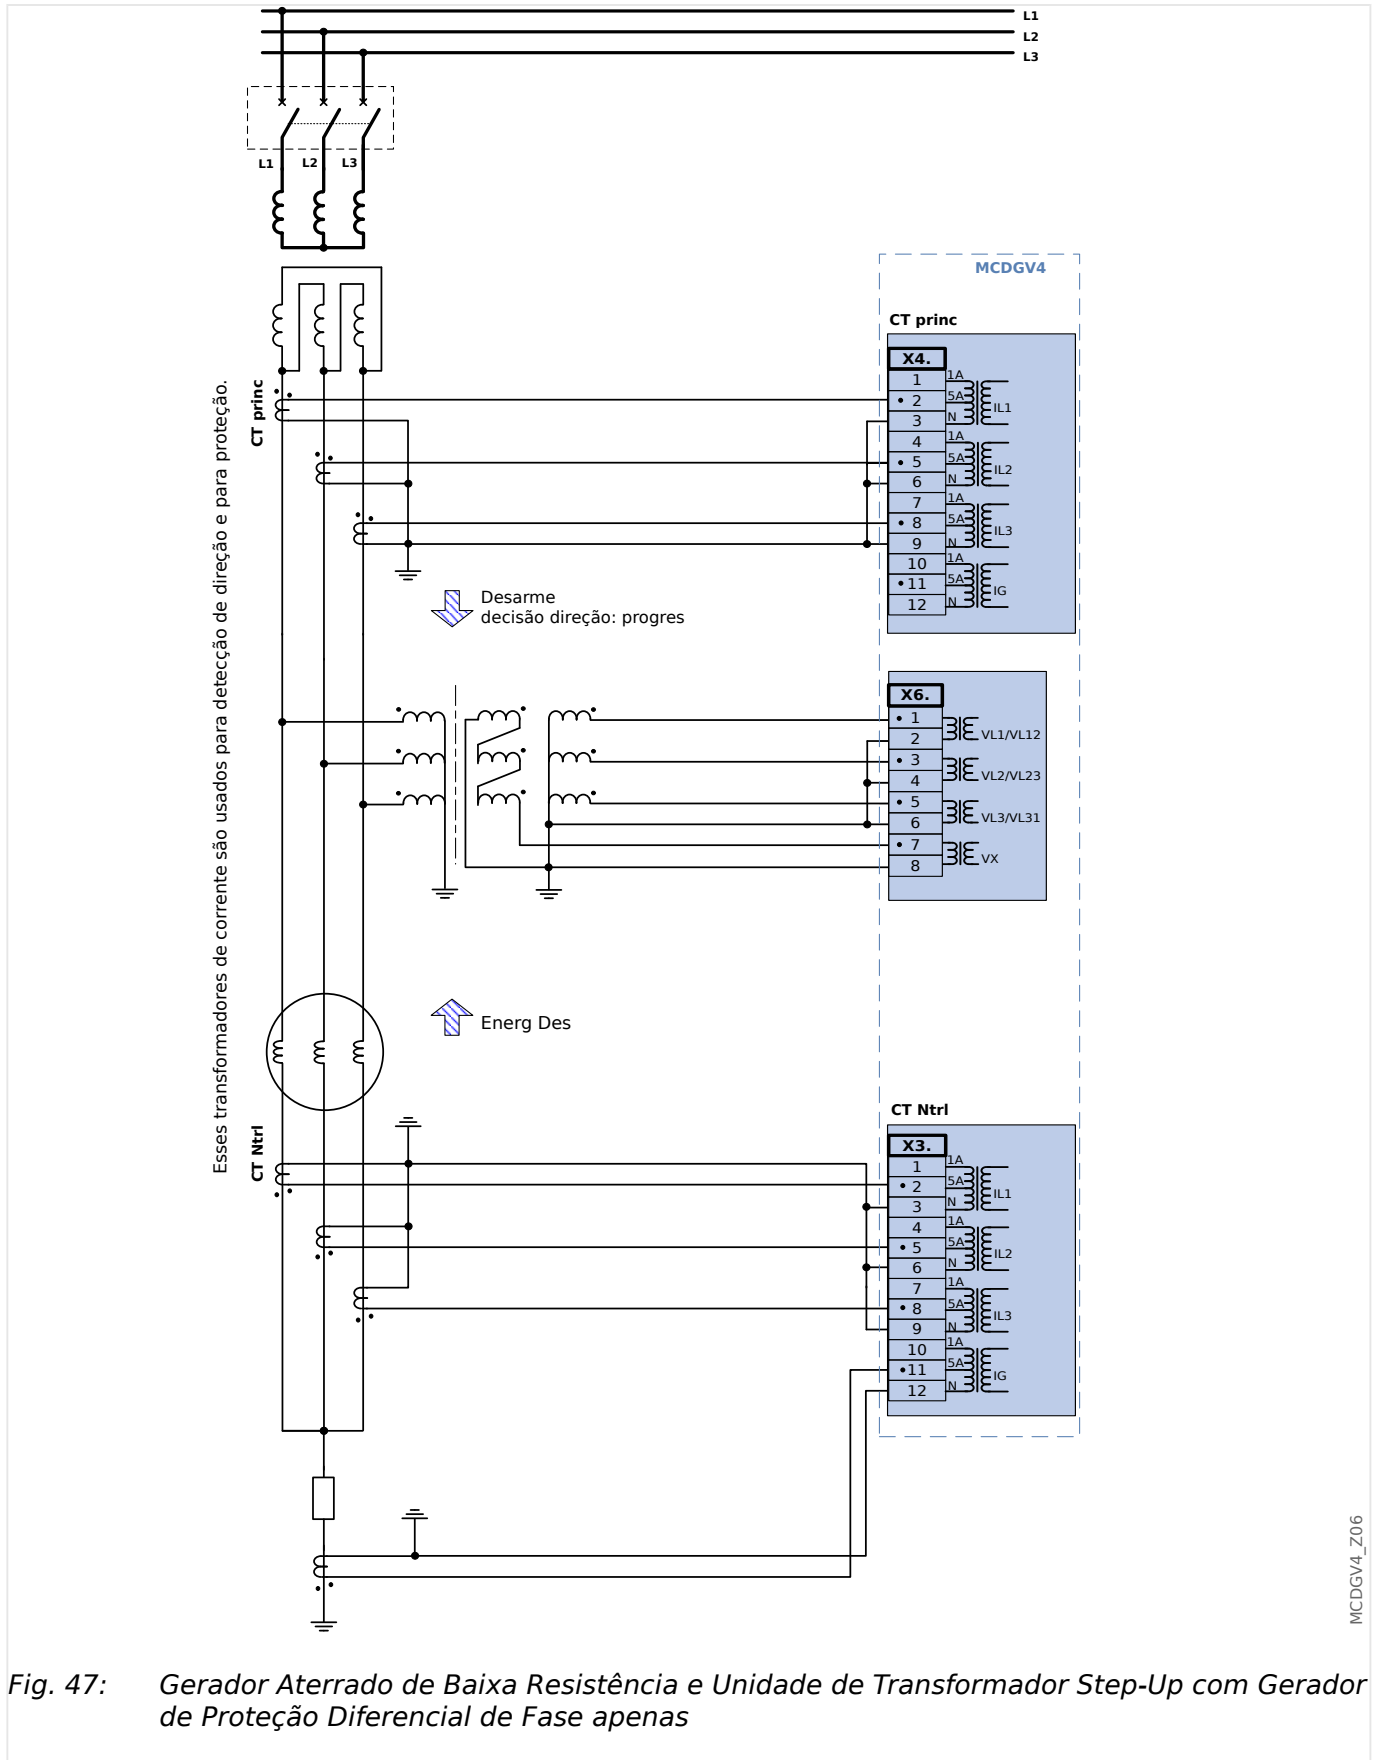 L1
L2
L3
L1
L2
L3
MCDGV4
CT princ
X4.
1
2
3
4
5
6
7
8
9
10
11
12
1A
5A
N
IL1
1A
5A
N
IL2
1A
5A
N
IL3
1A
5A
N
IG
CT princ
Esses transformadores de corrente são usados para detecção de direção e para proteção.
Desarme
decisão direção: progres
X6.
1
2
3
4
5
6
7
8
VL1/VL12
VL2/VL23
VL3/VL31
VX
Energ Des
CT Ntrl
CT Ntrl
X3.
1
2
3
4
5
6
7
8
9
10
11
12
1A
5A
N
IL1
1A
5A
N
IL2
1A
5A
N
IL3
1A
5A
N
IG
MCDGV4_Z06
Fig. 47: Gerador Aterrado de Baixa Resistência e Unidade de Transformador Step-Up com Gerador
de Proteção Diferencial de Fase apenas